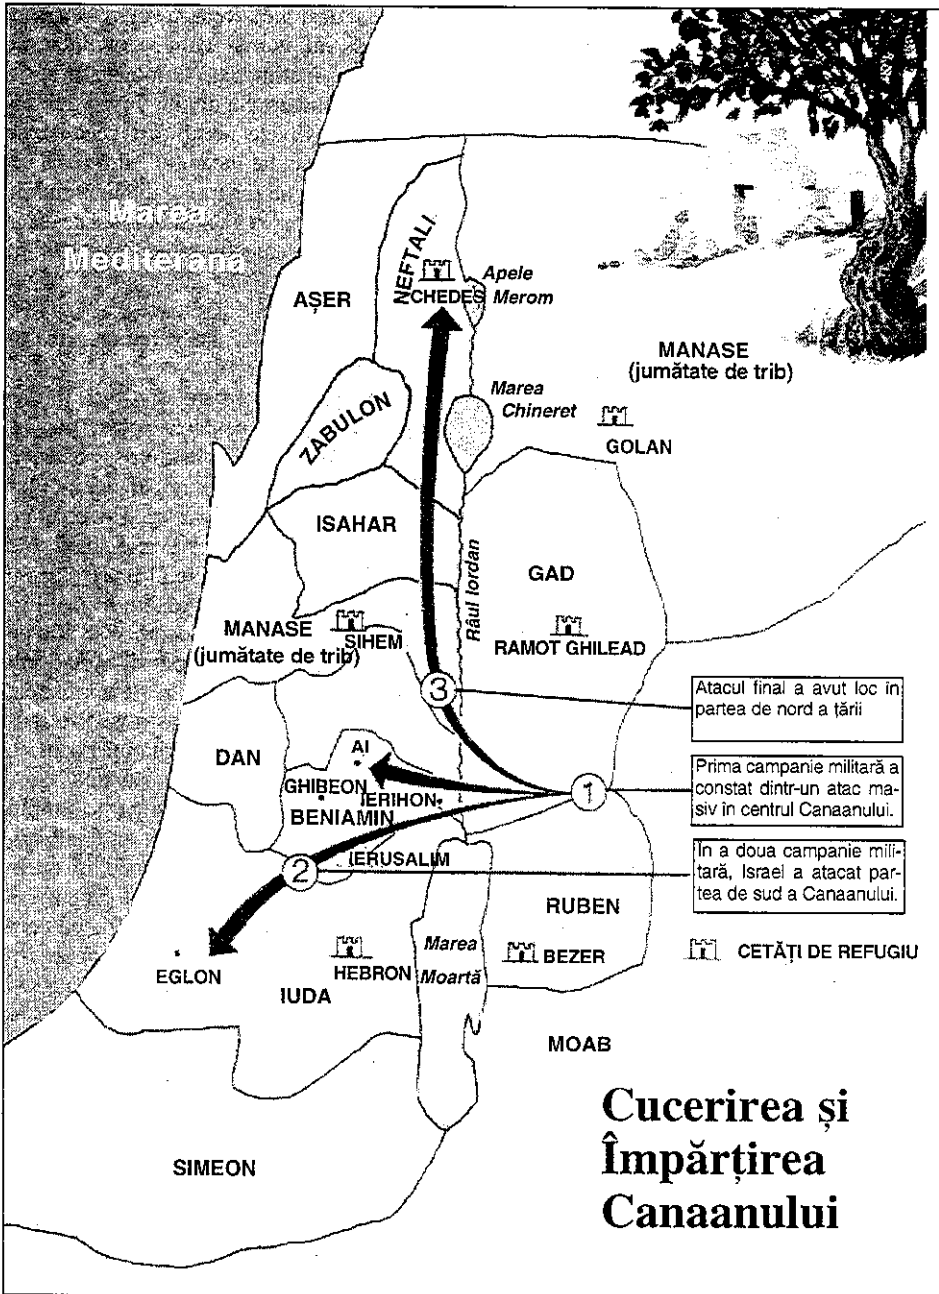 Marea
Mediterana
NEFTALI
CHEDES
Apele
Merom
AȘER
MANASE
(jumătate de trib)
Marea
Chineret
ZABULON
GOLAN
ISAHAR
Râul Iordan
GAD
MANASE
(jumătate de trib)
SIHEM
RAMOT GHILEAD
3
Atacul final a avut loc în
partea de nord a țării
DAN
AI
GHIBEON
IERIHON
BENIAMIN
1
Prima campanie militară a
constat dintr-un atac ma-
siv în centrul Canaanului.
IERUSALIM
2
În a doua campanie mili-
tară, Israel a atacat par-
tea de sud a Canaanului.
RUBEN
EGLON
HEBRON
IUDA
Marea
Moartă
BEZER
CETĂȚI DE REFUGIU
MOAB
SIMEON
Cucerirea și
Împărțirea
Canaanului